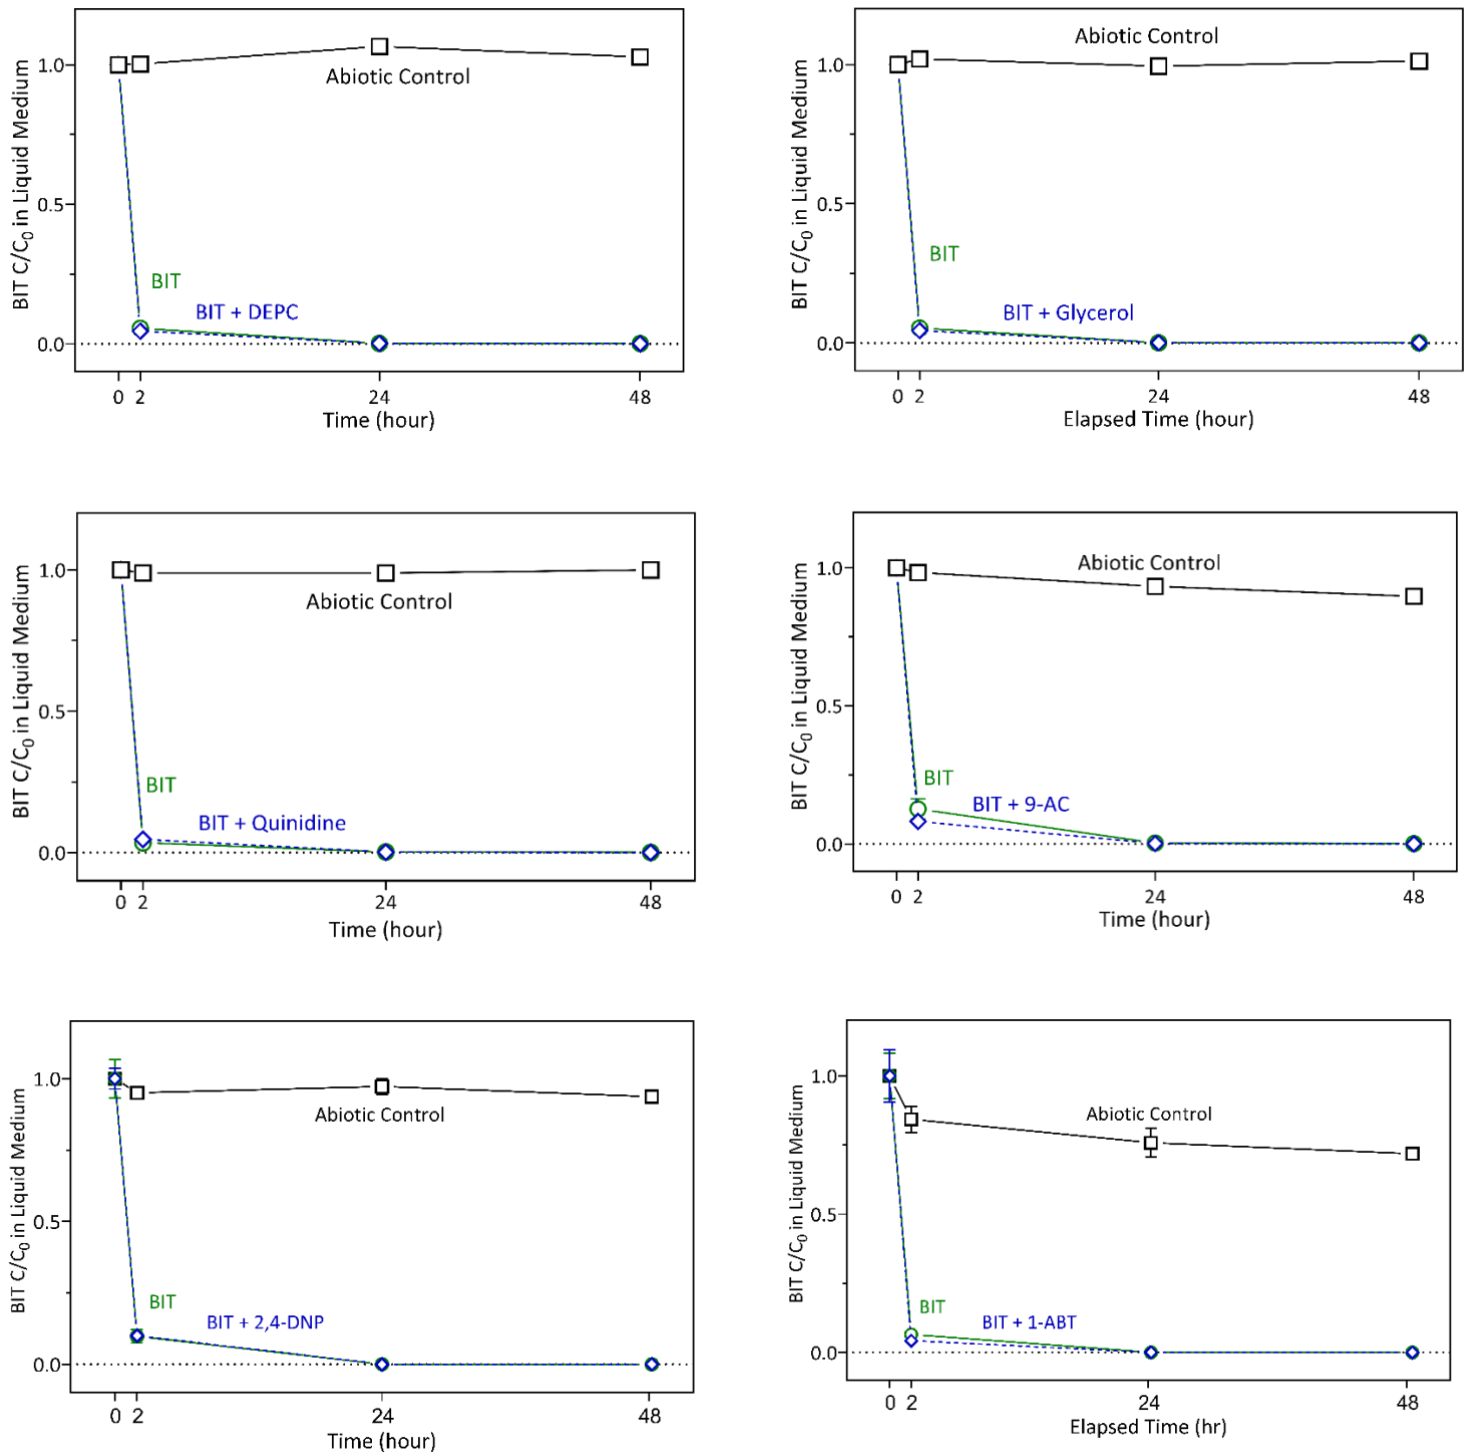 BIT C/C0 in Liquid Medium
1.0
0.5
0.0
Abiotic Control
BIT
BIT + DEPC
0 2 24 48
Time (hour)
BIT C/C0 in Liquid Medium
1.0
0.5
0.0
Abiotic Control
BIT
BIT + Glycerol
0 2 24 48
Elapsed Time (hour)
BIT C/C0 in Liquid Medium
1.0
0.5
0.0
Abiotic Control
BIT
BIT + Quinidine
0 2 24 48
Time (hour)
BIT C/C0 in Liquid Medium
1.0
0.5
0.0
Abiotic Control
BIT
BIT + 9-AC
0 2 24 48
Time (hour)
BIT C/C0 in Liquid Medium
1.0
0.5
0.0
Abiotic Control
BIT
BIT + 2,4-DNP
0 2 24 48
Time (hour)
BIT C/C0 in Liquid Medium
1.0
0.5
0.0
Abiotic Control
BIT
BIT + 1-ABT
0 2 24 48
Elapsed Time (hr)